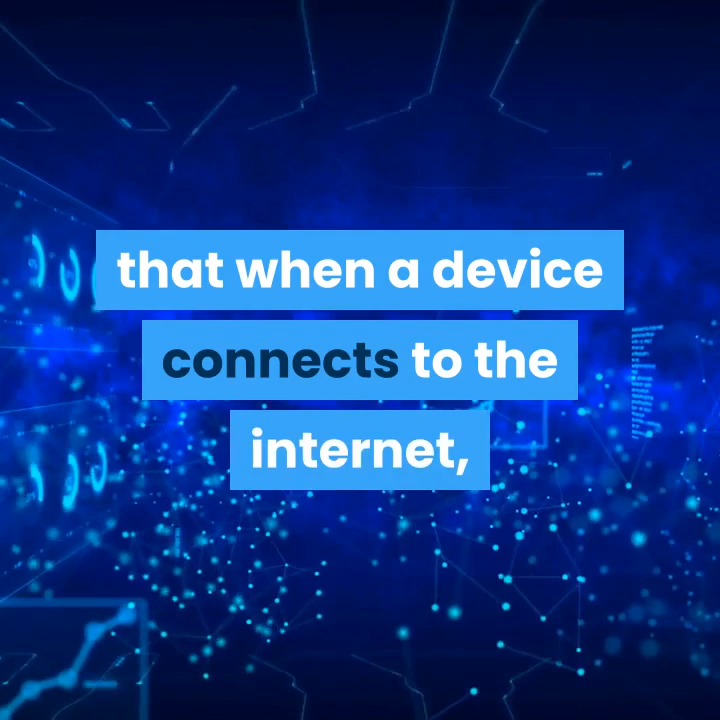 that when a device
connects to the
internet,